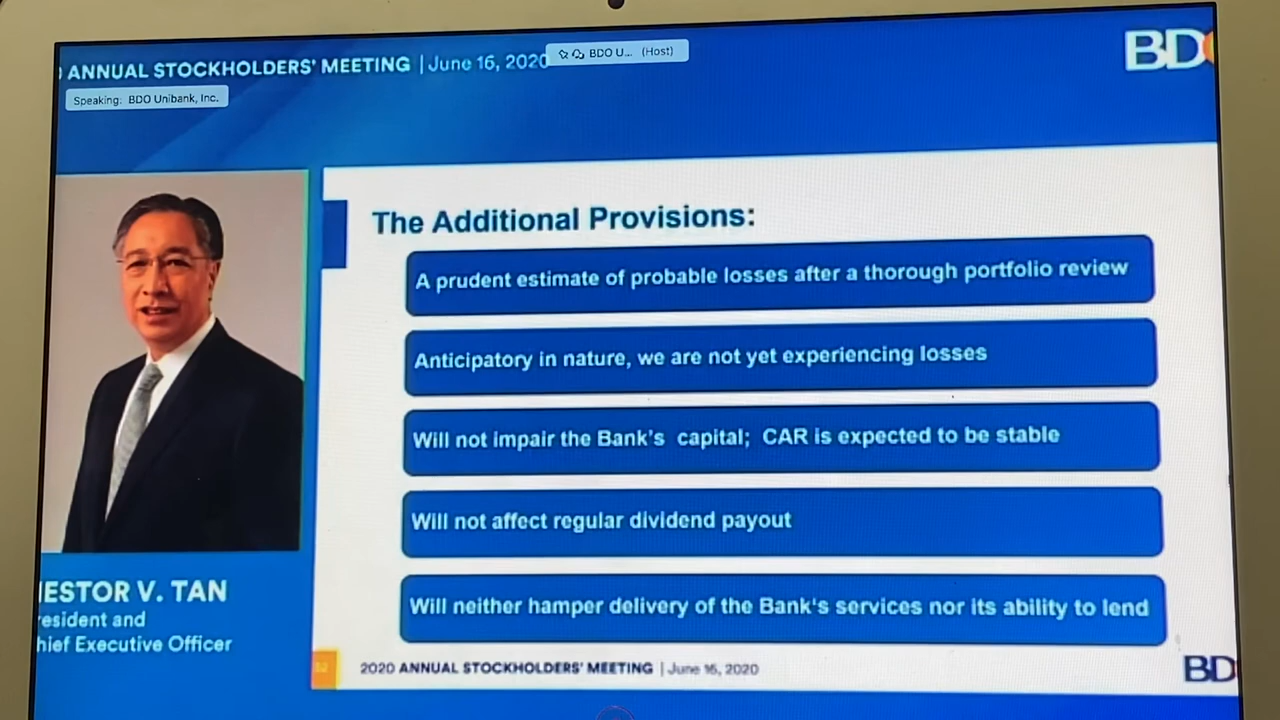 ANNUAL STOCKHOLDERS' MEETING | June 16, 2020
BDO U... (Host)
BD
Speaking: BDO Unibank, Inc.
The Additional Provisions:
A prudent estimate of probable losses after a thorough portfolio review
Anticipatory in nature, we are not yet experiencing losses
Will not impair the Bank's capital; CAR is expected to be stable
Will not affect regular dividend payout
Will neither hamper delivery of the Bank's services nor its ability to lend
ESTOR V. TAN
esident and
hief Executive Officer
2020 ANNUAL STOCKHOLDERS' MEETING | June 16, 2020
BD